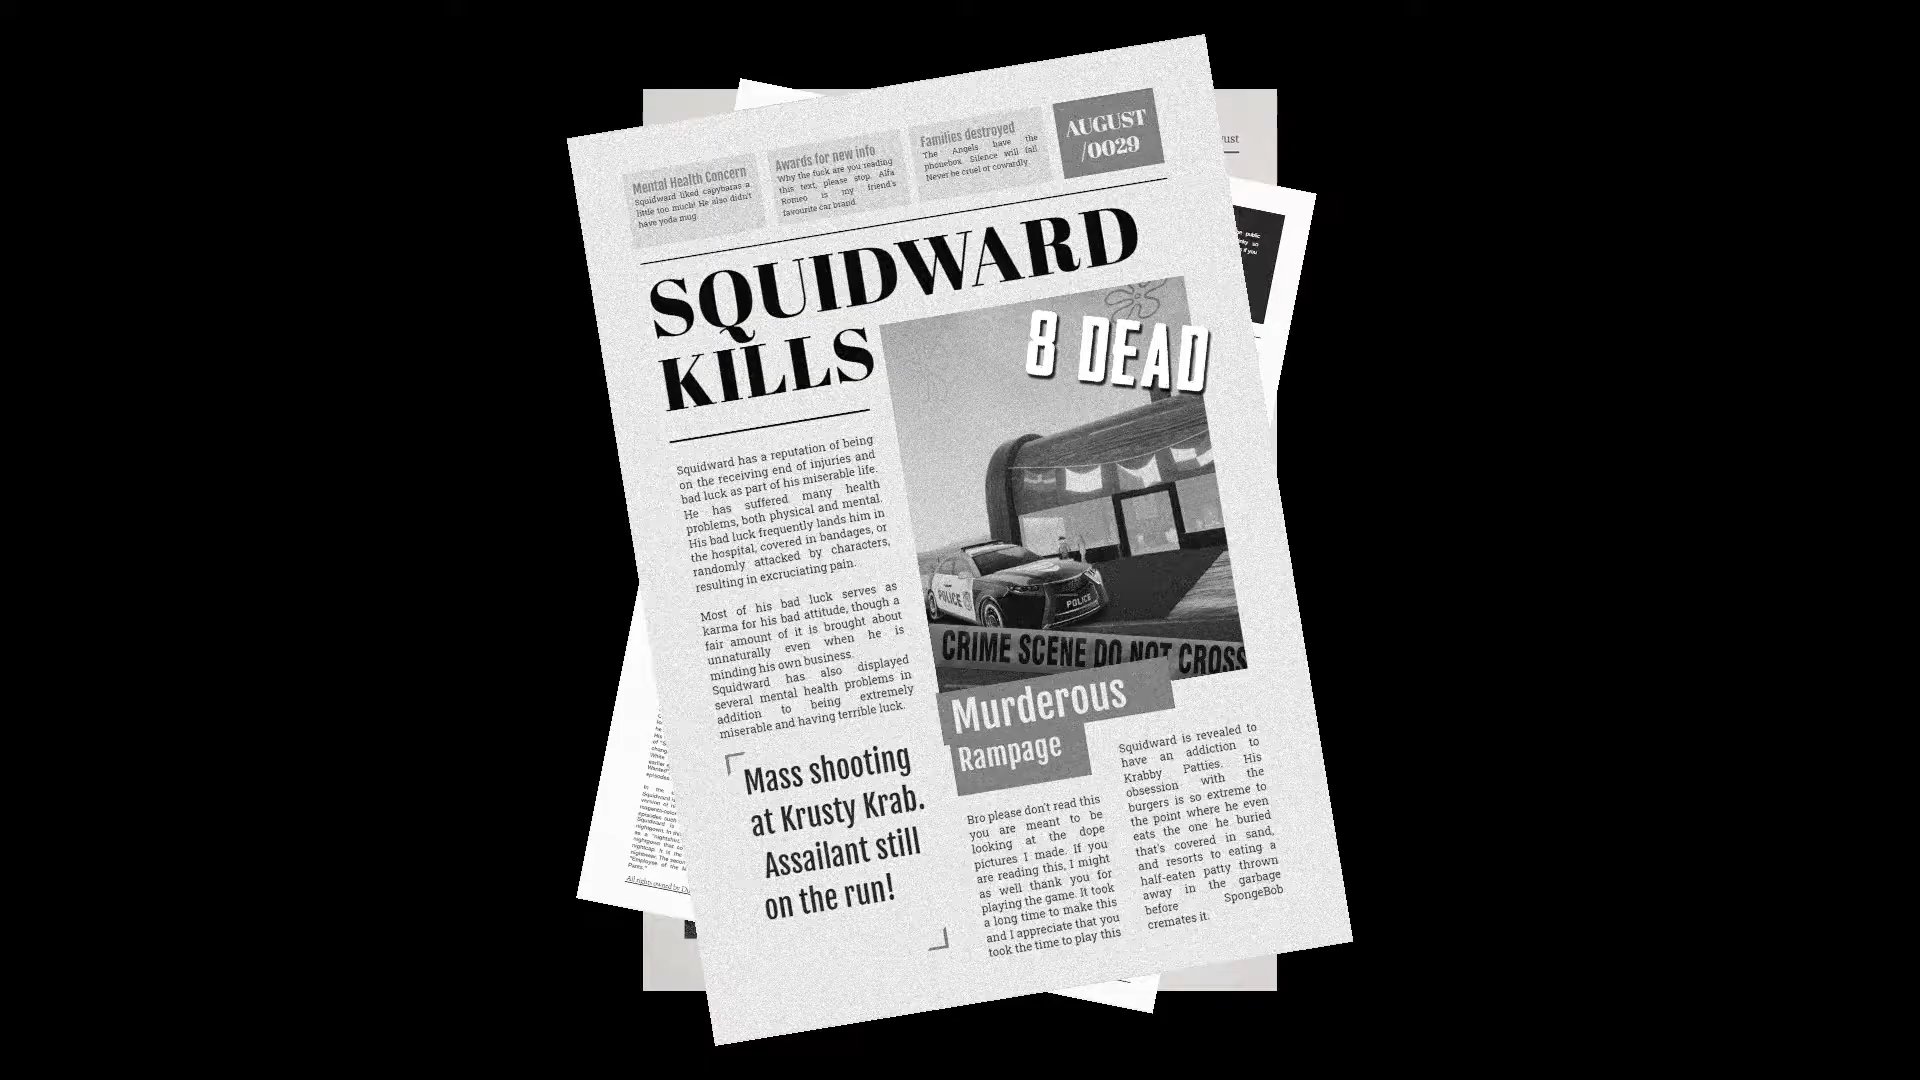 Mental Health Concern
Squidward liked capybaras a
little too much! He also didn't
have yoda mug.
Awards for new info
Why the fuck are you reading
this text, please stop. Alfa
Romeo is my friend's
favourite car brand.
Families destroyed
The Angels have the
phonebox. Silence will fall.
Never be cruel or cowardly.
AUGUST
/0029
SQUIDWARD
KILLS
8 DEAD
Squidward has a reputation of being
on the receiving end of injuries and
bad luck as part of his miserable life.
He has suffered many health
problems, both physical and mental.
His bad luck frequently lands him in
the hospital, covered in bandages, or
randomly attacked by characters,
resulting in excruciating pain.
Most of his bad luck serves as
karma for his bad attitude, though a
fair amount of it is brought about
unnaturally even when he is
minding his own business.
Squidward has also displayed
several mental health problems in
addition to being extremely
miserable and having terrible luck.
POLICE
POLICE
CRIME SCENE DO NOT CROSS
Murderous
Rampage
Mass shooting
at Krusty Krab.
Assailant still
on the run!
Bro please don't read this
you are meant to be
looking at the dope
pictures I made. If you
are reading this, I might
as well thank you for
playing the game. It took
a long time to make this
and I appreciate that you
took the time to play this
Squidward is revealed to
have an addiction to
Krabby Patties. His
obsession with the
burgers is so extreme to
the point where he even
eats the one he buried
that's covered in sand,
and resorts to eating a
half-eaten patty thrown
away in the garbage
before SpongeBob
cremates it.
ust
public
so
if you
All rights owned by